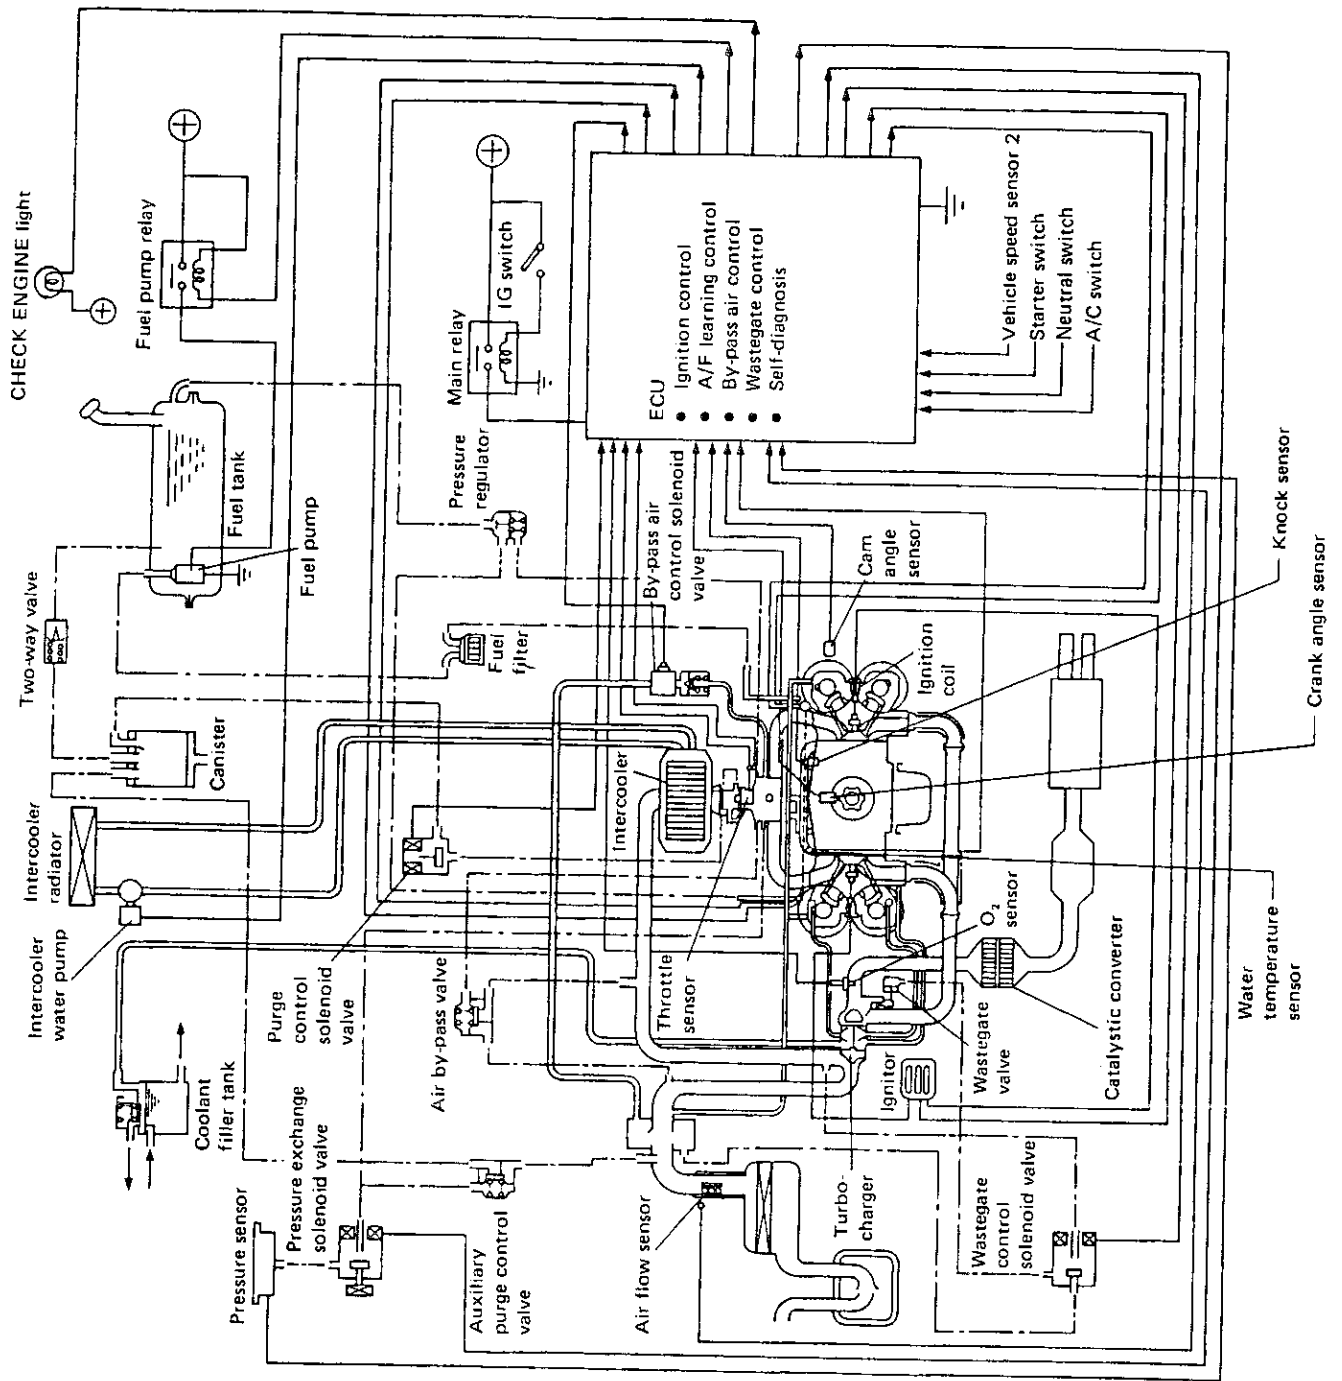 CHECK ENGINE light
Fuel pump relay
Fuel tank
Fuel pump
Two-way valve
Canister
Intercooler
radiator
Intercooler
water pump
Coolant
filler tank
Pressure exchange
solenoid valve
Pressure sensor
IG switch
Main relay
Pressure
regulator
By-pass air
control solenoid
valve
Fuel
filter
Intercooler
Purge
control
solenoid
valve
Air by-pass valve
Throttle
sensor
Auxiliary
purge control
valve
Air flow sensor
ECU
• Ignition control
• A/F learning control
• By-pass air control
• Wastegate control
• Self-diagnosis
Vehicle speed sensor 2
Starter switch
Neutral switch
A/C switch
Cam
angle
sensor
Ignition
coil
O2
sensor
Wastegate
valve
Ignitor
Turbo-
charger
Wastegate
control
solenoid valve
Catalytic converter
Knock sensor
Crank angle sensor
Water
temperature
sensor